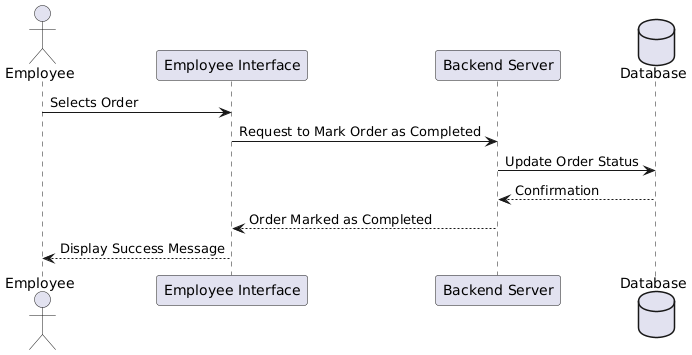 Employee
Employee Interface
Backend Server
Database
Selects Order
Request to Mark Order as Completed
Update Order Status
Confirmation
Order Marked as Completed
Display Success Message
Employee
Employee Interface
Backend Server
Database